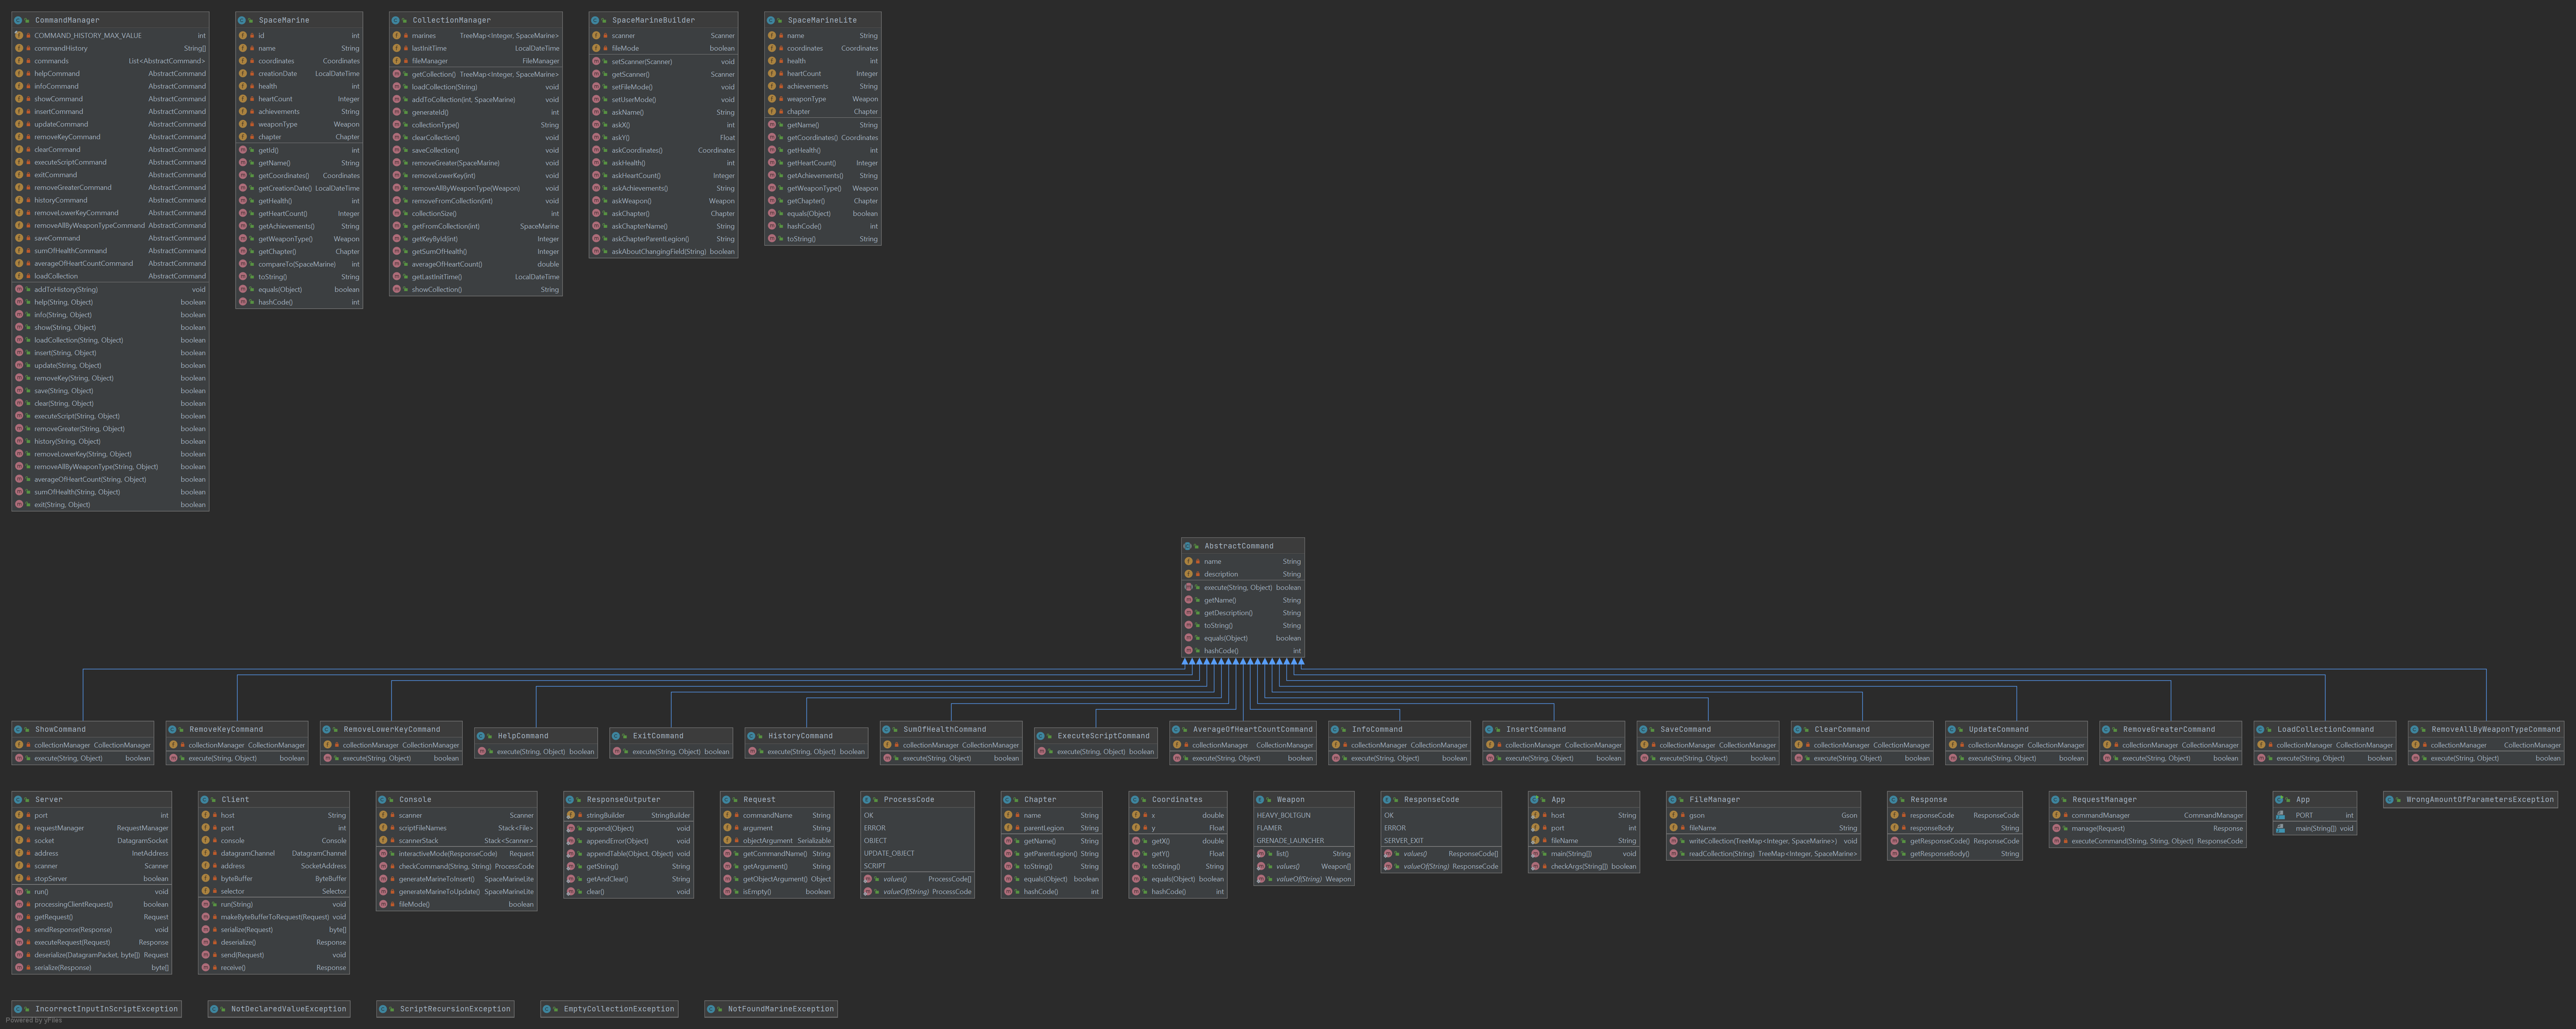 CommandManager
COMMAND_HISTORY_MAX_VALUE int
commandHistory String[]
commands List<AbstractCommand>
helpCommand AbstractCommand
infoCommand AbstractCommand
showCommand AbstractCommand
insertCommand AbstractCommand
updateCommand AbstractCommand
removeKeyCommand AbstractCommand
clearCommand AbstractCommand
executeScriptCommand AbstractCommand
exitCommand AbstractCommand
removeGreaterCommand AbstractCommand
historyCommand AbstractCommand
removeLowerKeyCommand AbstractCommand
removeAllByWeaponTypeCommand AbstractCommand
saveCommand AbstractCommand
sumOfHealthCommand AbstractCommand
averageOfHeartCountCommand AbstractCommand
loadCollection AbstractCommand
addToHistory(String) void
help(String, Object) boolean
info(String, Object) boolean
show(String, Object) boolean
loadCollection(String, Object) boolean
insert(String, Object) boolean
update(String, Object) boolean
removeKey(String, Object) boolean
save(String, Object) boolean
clear(String, Object) boolean
executeScript(String, Object) boolean
removeGreater(String, Object) boolean
history(String, Object) boolean
removeLowerKey(String, Object) boolean
removeAllByWeaponType(String, Object) boolean
averageOfHeartCount(String, Object) boolean
sumOfHealth(String, Object) boolean
exit(String, Object) boolean
SpaceMarine
id int
name String
coordinates Coordinates
creationDate LocalDateTime
health int
heartCount Integer
achievements String
weaponType Weapon
chapter Chapter
getId() int
getName() String
getCoordinates() Coordinates
getCreationDate() LocalDateTime
getHealth() int
getHeartCount() Integer
getAchievements() String
getWeaponType() Weapon
getChapter() Chapter
compareTo(SpaceMarine) int
toString() String
equals(Object) boolean
hashCode() int
CollectionManager
marines TreeMap<Integer, SpaceMarine>
lastInitTime LocalDateTime
fileManager FileManager
getCollection() TreeMap<Integer, SpaceMarine>
loadCollection(String) void
addToCollection(int, SpaceMarine) void
generateId() int
collectionType() String
clearCollection() void
saveCollection() void
removeGreater(SpaceMarine) void
removeLowerKey(int) void
removeAllByWeaponType(Weapon) void
removeFromCollection(int) void
collectionSize() int
getFromCollection(int) SpaceMarine
getKeyById(int) Integer
getSumOfHealth() Integer
averageOfHeartCount() double
getLastInitTime() LocalDateTime
showCollection() String
SpaceMarineBuilder
scanner Scanner
fileMode boolean
setScanner(Scanner) void
getScanner() Scanner
setFileMode() void
setUserMode() void
askName() String
askX() int
askY() Float
askCoordinates() Coordinates
askHealth() int
askHeartCount() Integer
askAchievements() String
askWeapon() Weapon
askChapter() Chapter
askChapterName() String
askChapterParentLegion() String
askAboutChangingField(String) boolean
SpaceMarineLite
name String
coordinates Coordinates
health int
heartCount Integer
achievements String
weaponType Weapon
chapter Chapter
getName() String
getCoordinates() Coordinates
getHealth() int
getHeartCount() Integer
getAchievements() String
getWeaponType() Weapon
getChapter() Chapter
equals(Object) boolean
hashCode() int
toString() String
AbstractCommand
name String
description String
execute(String, Object) boolean
getName() String
getDescription() String
toString() String
equals(Object) boolean
hashCode() int
ShowCommand
collectionManager CollectionManager
execute(String, Object) boolean
RemoveKeyCommand
collectionManager CollectionManager
execute(String, Object) boolean
RemoveLowerKeyCommand
collectionManager CollectionManager
execute(String, Object) boolean
HelpCommand
execute(String, Object) boolean
ExitCommand
execute(String, Object) boolean
HistoryCommand
execute(String, Object) boolean
SumOfHealthCommand
collectionManager CollectionManager
execute(String, Object) boolean
ExecuteScriptCommand
execute(String, Object) boolean
AverageOfHeartCountCommand
collectionManager CollectionManager
execute(String, Object) boolean
InfoCommand
collectionManager CollectionManager
execute(String, Object) boolean
InsertCommand
collectionManager CollectionManager
execute(String, Object) boolean
SaveCommand
collectionManager CollectionManager
execute(String, Object) boolean
ClearCommand
collectionManager CollectionManager
execute(String, Object) boolean
UpdateCommand
collectionManager CollectionManager
execute(String, Object) boolean
RemoveGreaterCommand
collectionManager CollectionManager
execute(String, Object) boolean
LoadCollectionCommand
collectionManager CollectionManager
execute(String, Object) boolean
RemoveAllByWeaponTypeCommand
collectionManager CollectionManager
execute(String, Object) boolean
Server
port int
requestManager RequestManager
socket DatagramSocket
address InetAddress
scanner Scanner
stopServer boolean
run() void
processingClientRequest() boolean
getRequest() Request
sendResponse(Response) void
executeRequest(Request) Response
deserialize(DatagramPacket, byte[]) Request
serialize(Response) byte[]
Client
host String
port int
console Console
datagramChannel DatagramChannel
address SocketAddress
byteBuffer ByteBuffer
selector Selector
run(String) void
makeByteBufferToRequest(Request) void
serialize(Request) byte[]
deserialize() Response
send(Request) void
receive() Response
Console
scanner Scanner
scriptFileNames Stack<File>
scannerStack Stack<Scanner>
interactiveMode(ResponseCode) Request
checkCommand(String, String) ProcessCode
generateMarineToInsert() SpaceMarineLite
generateMarineToUpdate() SpaceMarineLite
fileMode() boolean
ResponseOutputer
stringBuilder StringBuilder
append(Object) void
appendError(Object) void
appendTable(Object, Object) void
getString() String
getAndClear() String
clear() void
Request
commandName String
argument String
objectArgument Serializable
getCommandName() String
getArgument() String
getObjectArgument() Object
isEmpty() boolean
ProcessCode
OK
ERROR
OBJECT
UPDATE_OBJECT
SCRIPT
values() ProcessCode[]
valueOf(String) ProcessCode
Chapter
name String
parentLegion String
getName() String
getParentLegion() String
toString() String
equals(Object) boolean
hashCode() int
Coordinates
x double
y Float
getX() double
getY() Float
toString() String
equals(Object) boolean
hashCode() int
Weapon
HEAVY_BOLTGUN
FLAMER
GRENADE_LAUNCHER
list() String
values() Weapon[]
valueOf(String) Weapon
ResponseCode
OK
ERROR
SERVER_EXIT
values() ResponseCode[]
valueOf(String) ResponseCode
App
host String
port int
fileName String
main(String[]) void
checkArgs(String[]) boolean
FileManager
gson Gson
fileName String
writeCollection(TreeMap<Integer, SpaceMarine>) void
readCollection(String) TreeMap<Integer, SpaceMarine>
Response
responseCode ResponseCode
responseBody String
getResponseCode() ResponseCode
getResponseBody() String
RequestManager
commandManager CommandManager
manage(Request) Response
executeCommand(String, String, Object) ResponseCode
App
PORT int
main(String[]) void
WrongAmountOfParametersException
IncorrectInputInScriptException
NotDeclaredValueException
ScriptRecursionException
EmptyCollectionException
NotFoundMarineException
Powered by yFiles